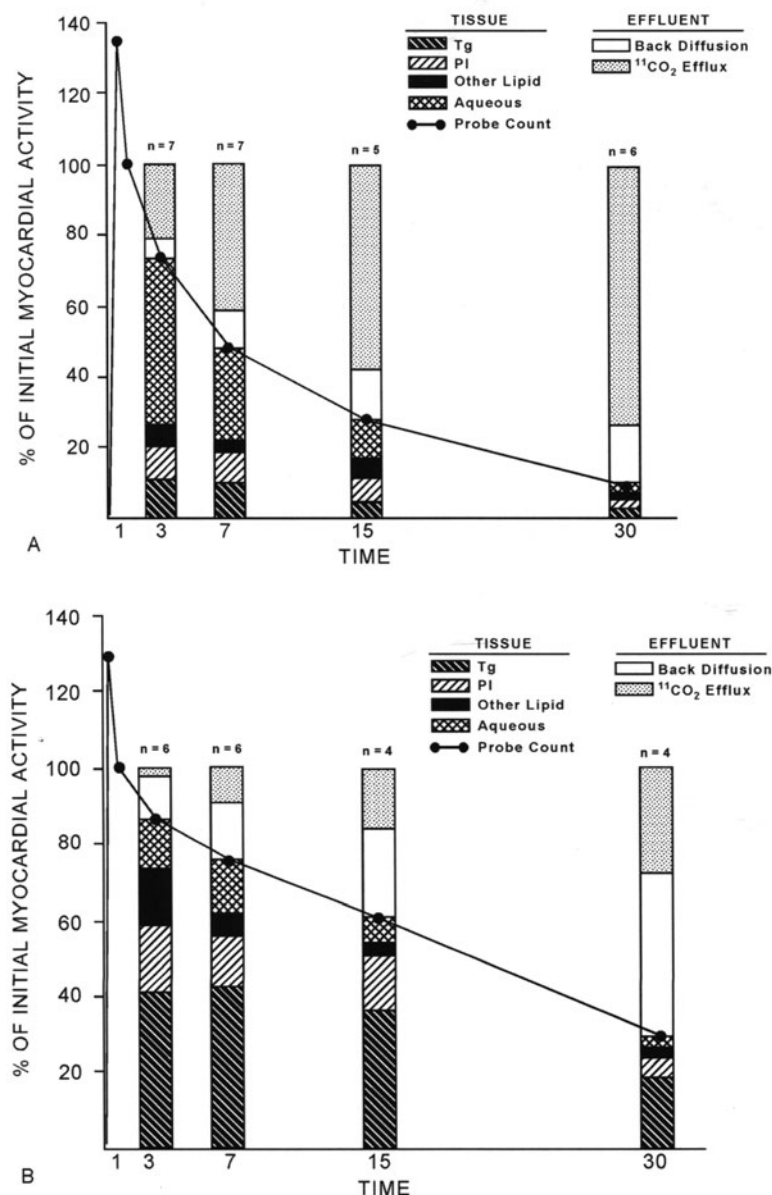 140
120
100
80
60
40
20
% OF INITIAL MYOCARDIAL ACTIVITY
TISSUE
Tg
Pl
Other Lipid
Aqueous
Probe Count
EFFLUENT
Back Diffusion
¹¹CO₂ Efflux
n = 7
n = 7
n = 5
n = 6
1
3
7
15
30
TIME
A
140
120
100
80
60
40
20
% OF INITIAL MYOCARDIAL ACTIVITY
TISSUE
Tg
Pl
Other Lipid
Aqueous
Probe Count
EFFLUENT
Back Diffusion
¹¹CO₂ Efflux
n = 6
n = 6
n = 4
n = 4
1
3
7
15
30
TIME
B